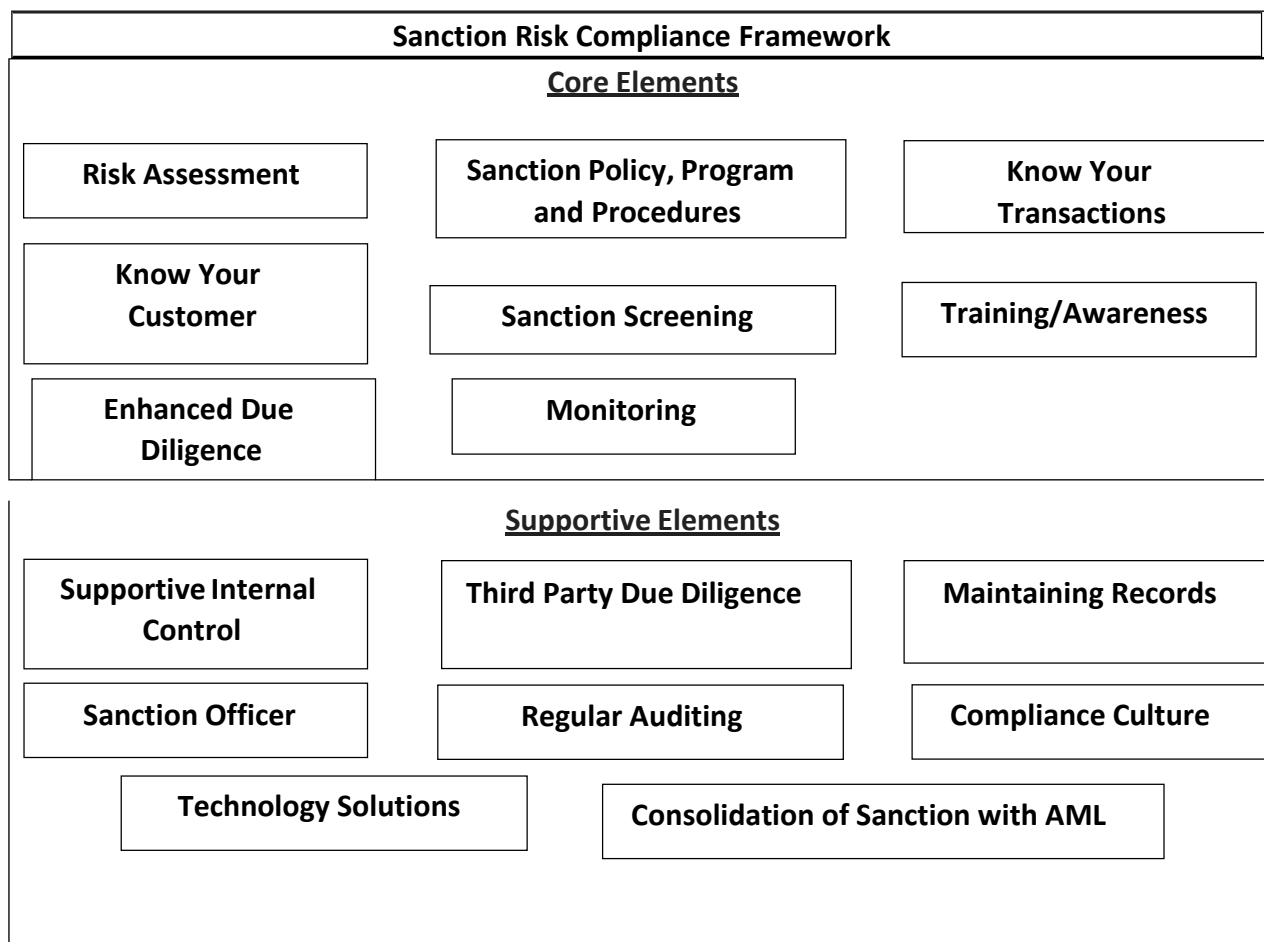 Sanction Risk Compliance Framework
Core Elements
Risk Assessment
Sanction Policy, Program
and Procedures
Know Your
Transactions
Know Your
Customer
Sanction Screening
Training/Awareness
Enhanced Due
Diligence
Monitoring
Supportive Elements
Supportive Internal
Control
Third Party Due Diligence
Maintaining Records
Sanction Officer
Regular Auditing
Compliance Culture
Technology Solutions
Consolidation of Sanction with AML